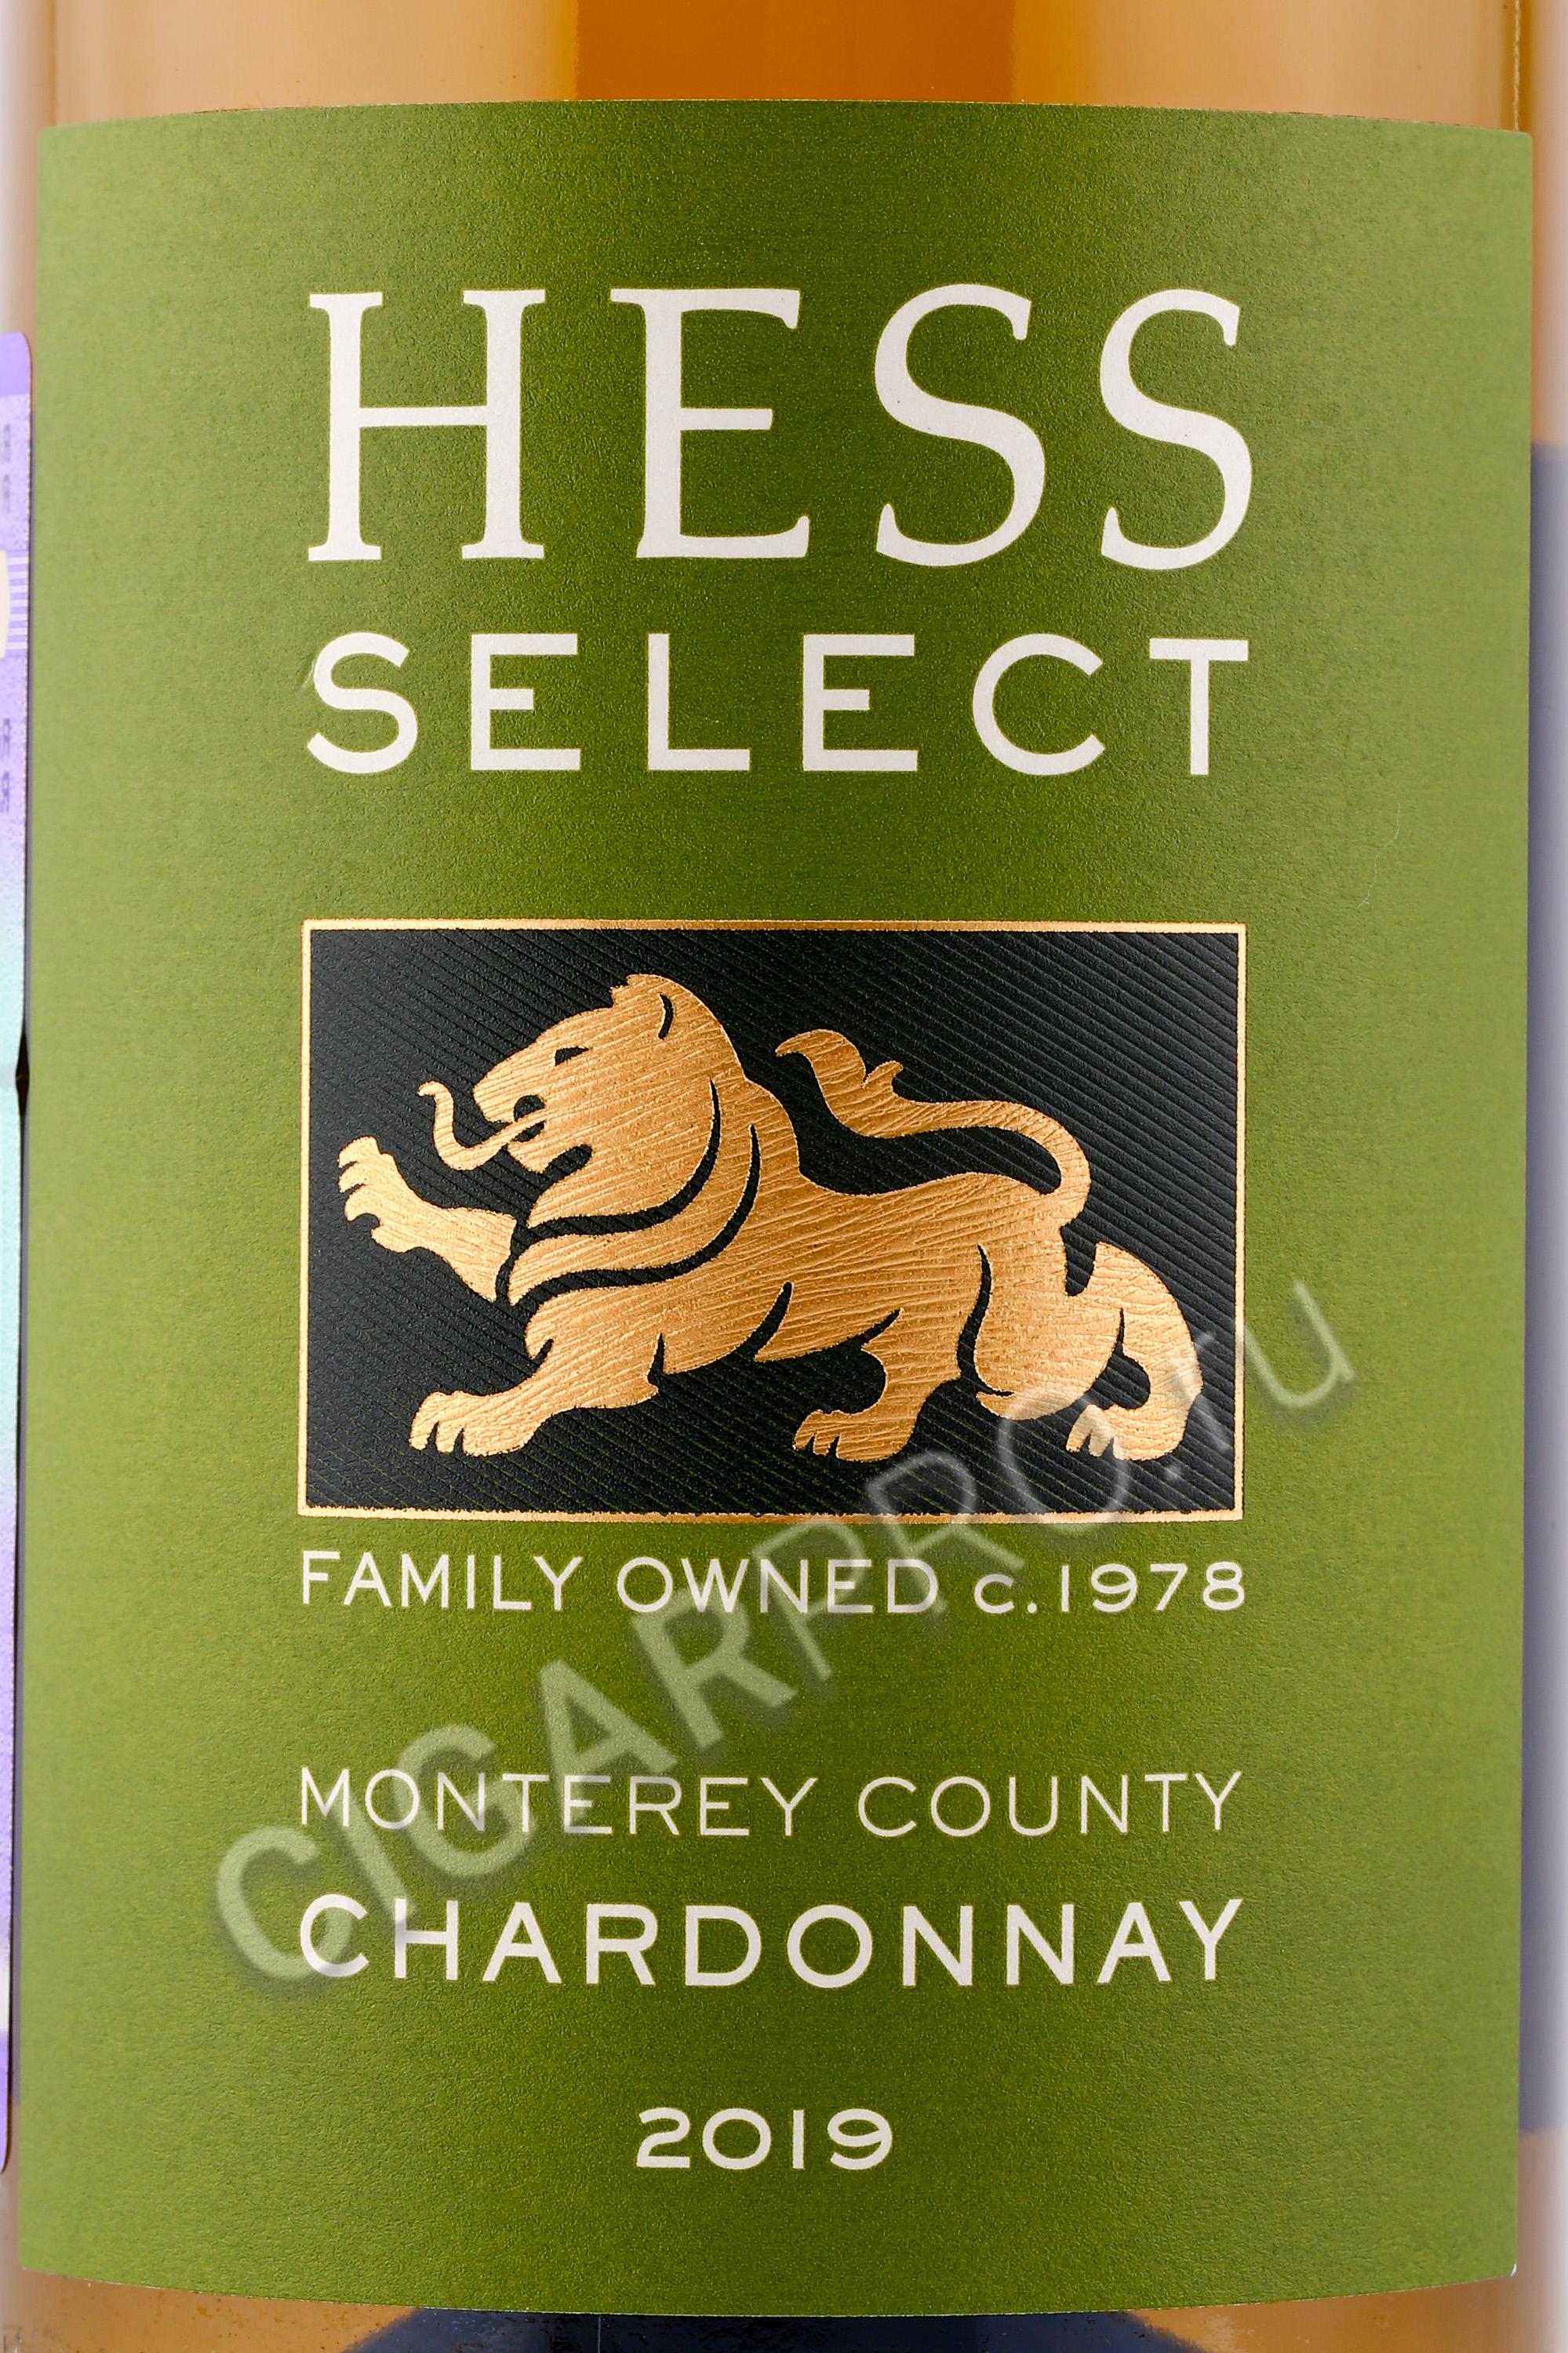 HESS
SELECT
FAMILY OWNED c.1978
MONTEREY COUNTY
CHARDONNAY
2019
CIGARPRO.ru